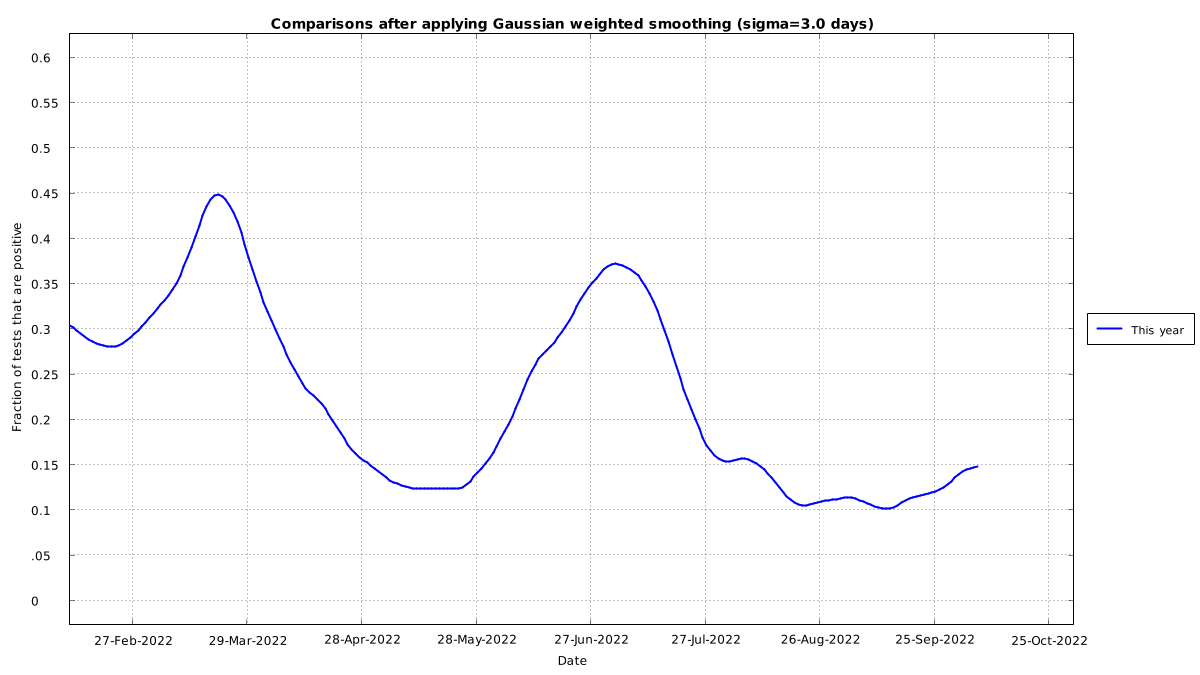 Comparisons after applying Gaussian weighted smoothing (sigma=3.0 days)
0.6
0.55
0.5
0.45
0.4
0.35
0.3
0.25
0.2
0.15
0.1
.05
0
Fraction of tests that are positive
This year
27-Feb-2022 29-Mar-2022 28-Apr-2022 28-May-2022 27-Jun-2022 27-Jul-2022 26-Aug-2022 25-Sep-2022 25-Oct-2022
Date